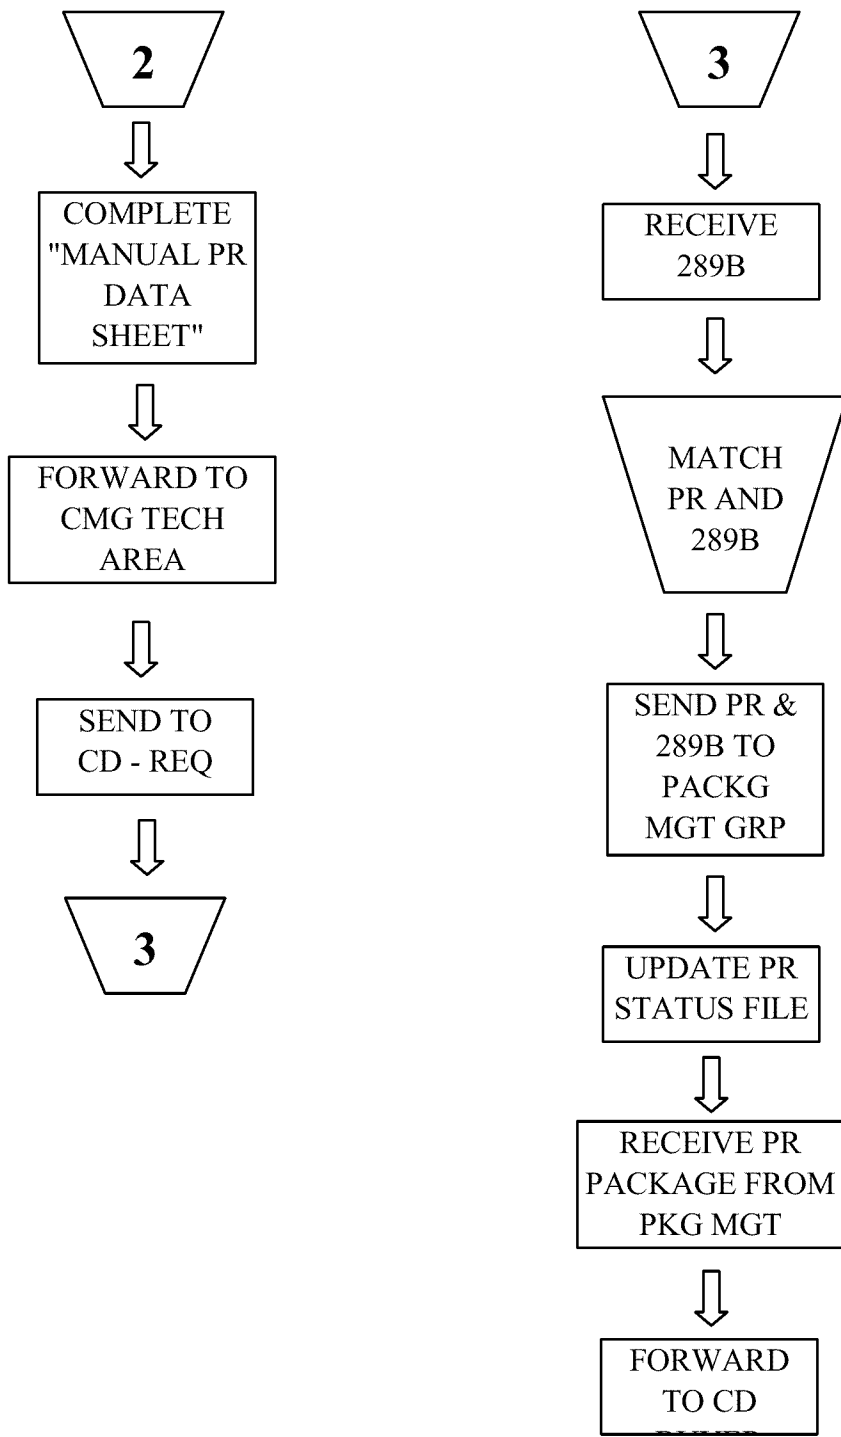 2
COMPLETE
"MANUAL PR
DATA
SHEET"
FORWARD TO
CMG TECH
AREA
SEND TO
CD - REQ
3
3
RECEIVE
289B
MATCH
PR AND
289B
SEND PR &
289B TO
PACKG
MGT GRP
UPDATE PR
STATUS FILE
RECEIVE PR
PACKAGE FROM
PKG MGT
FORWARD
TO CD